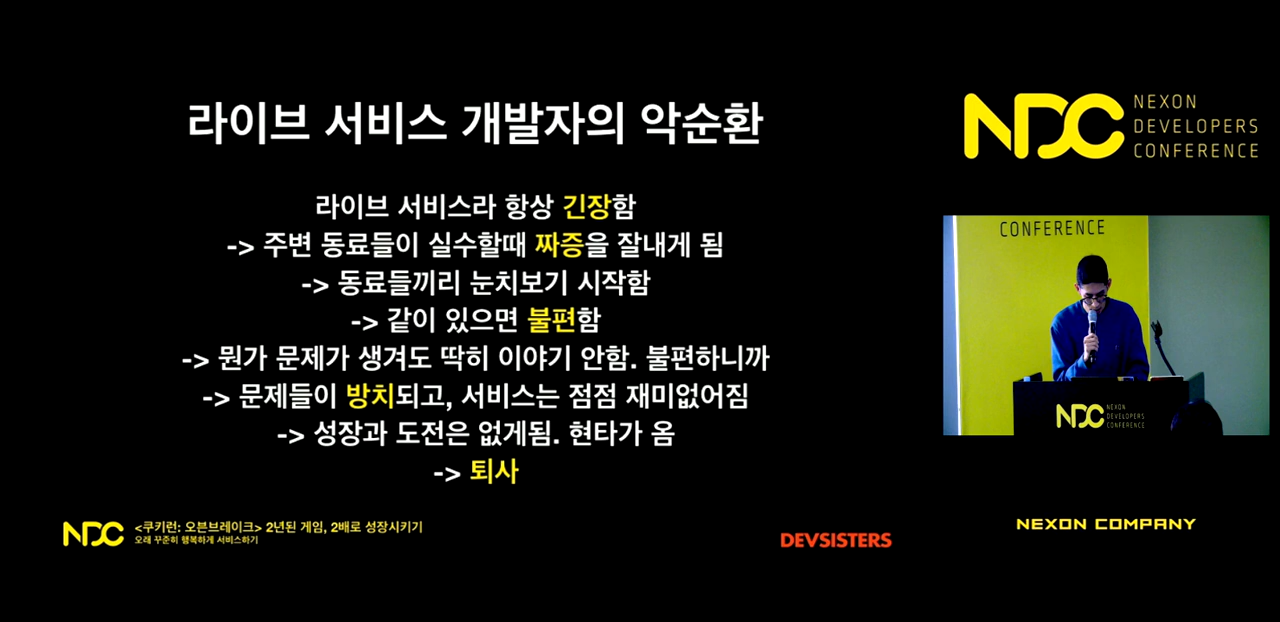 라이브 서비스 개발자의 악순환
라이브 서비스라 항상 긴장함
-> 주변 동료들이 실수할때 짜증을 잘내게 됨
-> 동료들끼리 눈치보기 시작함
-> 같이 있으면 불편함
-> 뭔가 문제가 생겨도 딱히 이야기 안함. 불편하니까
-> 문제들이 방치되고, 서비스는 점점 재미없어짐
-> 성장과 도전은 없게됨. 현타가 옴
-> 퇴사
NDC
<쿠키런: 오븐브레이크> 2년된 게임, 2배로 성장시키기
오래 꾸준히 행복하게 서비스하기
DEVSISTERS
NDC
NEXON
DEVELOPERS
CONFERENCE
CONFERENCE
NDC
NEXON
DEVELOPERS
CONFERENCE
NEXON COMPANY